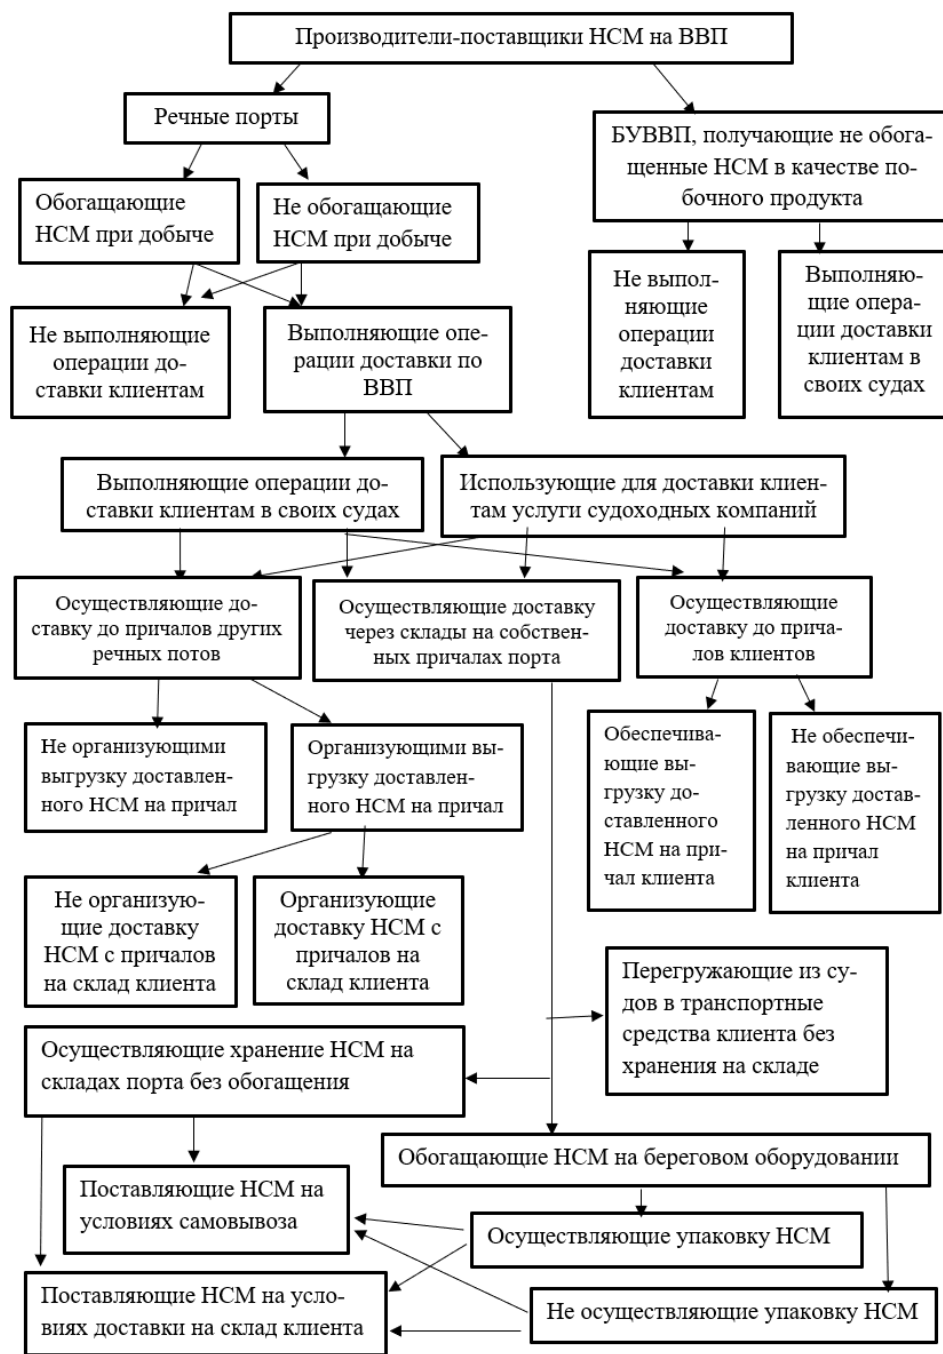 Производители-поставщики НСМ на ВВП
Речные порты
БУВВП, получающие не обога-
щенные НСМ в качестве по-
бочного продукта
Обогащающие
НСМ при добыче
Не обогащающие
НСМ при добыче
Не выполняющие
операции до-
ставки клиентам
Выполняющие опе-
рации доставки по
ВВП
Не выпол-
няющие
операции
доставки
клиентам
Выполняю-
щие опера-
ции доставки
клиентам в
своих судах
Выполняющие операции до-
ставки клиентам в своих судах
Использующие для доставки клиен-
там услуги судоходных компаний
Осуществляющие до-
ставку до причалов других
речных потов
Осуществляющие доставку
через склады на собствен-
ных причалах порта
Осуществляющие
доставку до прича-
лов клиентов
Не организующими
выгрузку доставлен-
ного НСМ на причал
Организующими вы-
грузку доставлен-
ного НСМ на причал
Обеспечива-
ющие вы-
грузку до-
ставленного
НСМ на при-
чал клиента
Не обеспечи-
вающие вы-
грузку достав-
ленного НСМ
на причал
клиента
Не организую-
щие доставку
НСМ с причалов
на склад клиента
Организующие
доставку НСМ с
причалов на
склад клиента
Перегружающие из су-
дов в транспортные
средства клиента без
хранения на складе
Осуществляющие хранение НСМ на
складах порта без обогащения
Обогащающие НСМ на береговом оборудовании
Поставляющие НСМ на
условиях самовывоза
Осуществляющие упаковку НСМ
Поставляющие НСМ на усло-
виях доставки на склад клиента
Не осуществляющие упаковку НСМ